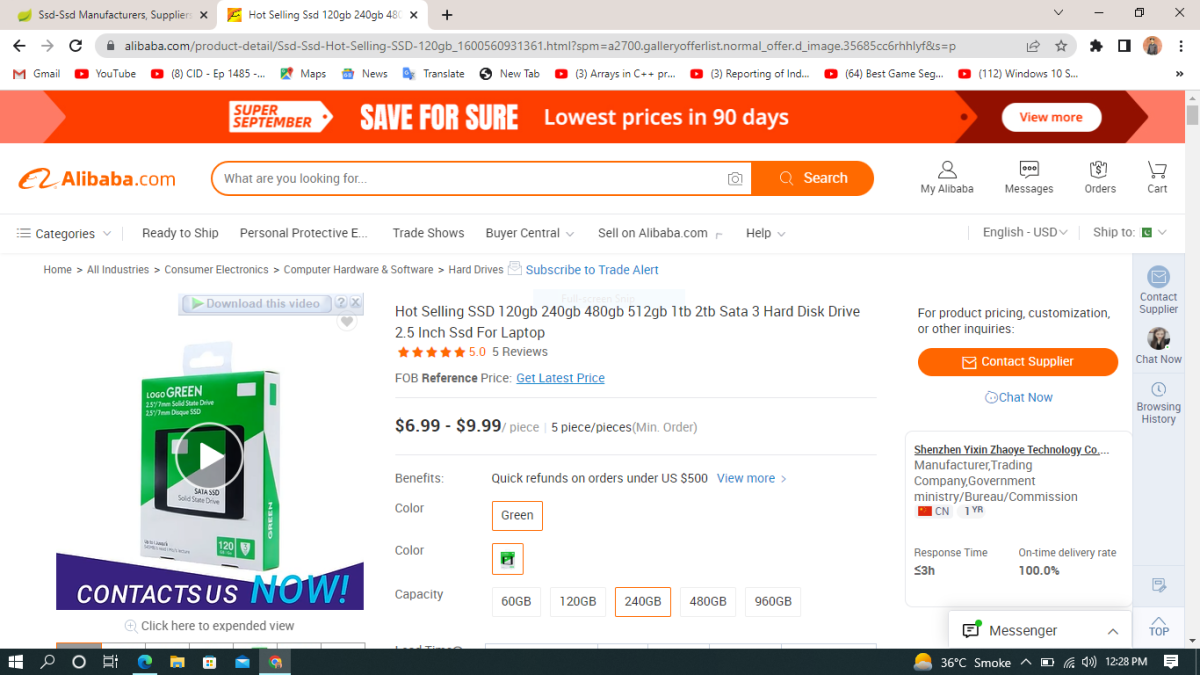 Ssd-Ssd Manufacturers, Suppliers
Hot Selling Ssd 120gb 240gb 480
alibaba.com/product-detail/Ssd-Ssd-Hot-Selling-SSD-120gb_1600560931361.html?spm=a2700.galleryofferlist.normal_offer.d_image.35685cc6rhhlyf&s=p
Gmail YouTube (8) CID - Ep 1485 -... Maps News Translate New Tab (3) Arrays in C++ pr... (3) Reporting of Ind... (64) Best Game Seg... (112) Windows 10 S... »
SUPER
SEPTEMBER
SAVE FOR SURE Lowest prices in 90 days View more
Alibaba.com What are you looking for... Search
My Alibaba Messages Orders Cart
Categories Ready to Ship Personal Protective E... Trade Shows Buyer Central Sell on Alibaba.com Help English - USD Ship to:
Home > All Industries > Consumer Electronics > Computer Hardware & Software > Hard Drives Subscribe to Trade Alert
Download this video ? X
Full-screen Snip
Hot Selling SSD 120gb 240gb 480gb 512gb 1tb 2tb Sata 3 Hard Disk Drive
2.5 Inch Ssd For Laptop
5.0 5 Reviews
FOB Reference Price: Get Latest Price
$6.99 - $9.99/ piece | 5 piece/pieces(Min. Order)
Benefits: Quick refunds on orders under US $500 View more >
Color Green
Color
Capacity 60GB 120GB 240GB 480GB 960GB
LOGO GREEN
2.5"/7mm Solid State Drive
2.5"/7mm Disque SSD
SATA SSD
Solid State Drive
GREEN
120
3
CONTACTS US NOW!
Click here to expended view
For product pricing, customization,
or other inquiries:
Contact Supplier
Chat Now
Shenzhen Yixin Zhaoye Technology Co....
Manufacturer,Trading
Company,Government
ministry/Bureau/Commission
CN 1 YR
Response Time On-time delivery rate
≤3h 100.0%
Contact
Supplier
Chat Now
Browsing
History
Messenger
TOP
36°C Smoke 12:28 PM